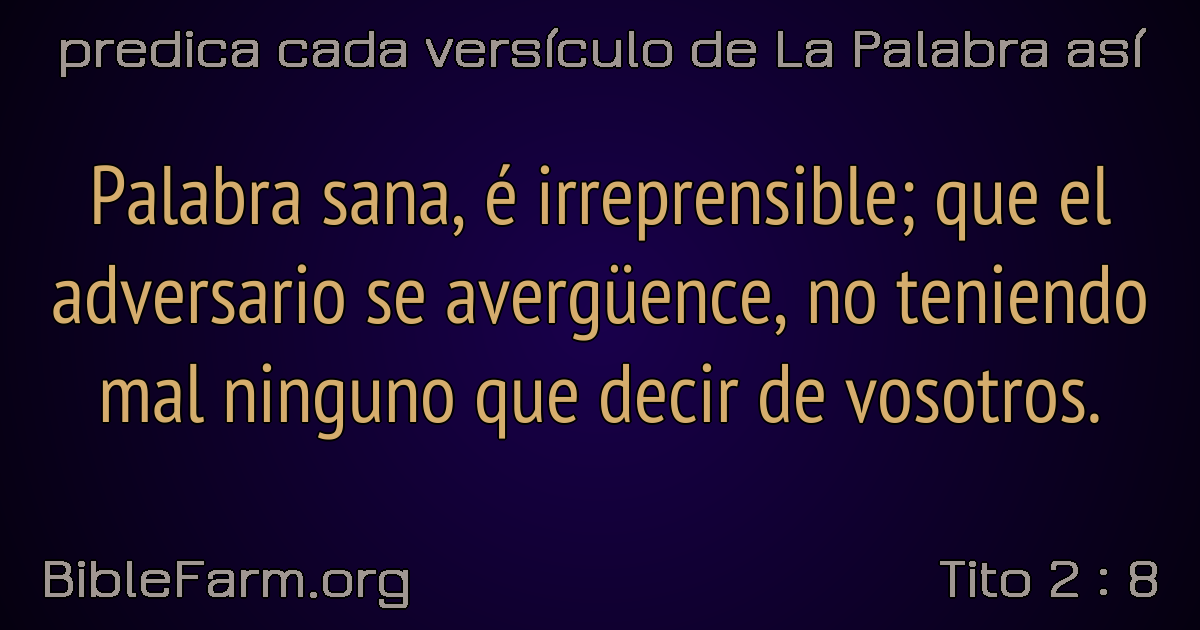 predica cada versículo de La Palabra así
Palabra sana, é irreprensible; que el
adversario se avergüence, no teniendo
mal ninguno que decir de vosotros.
BibleFarm.org
Tito 2 : 8